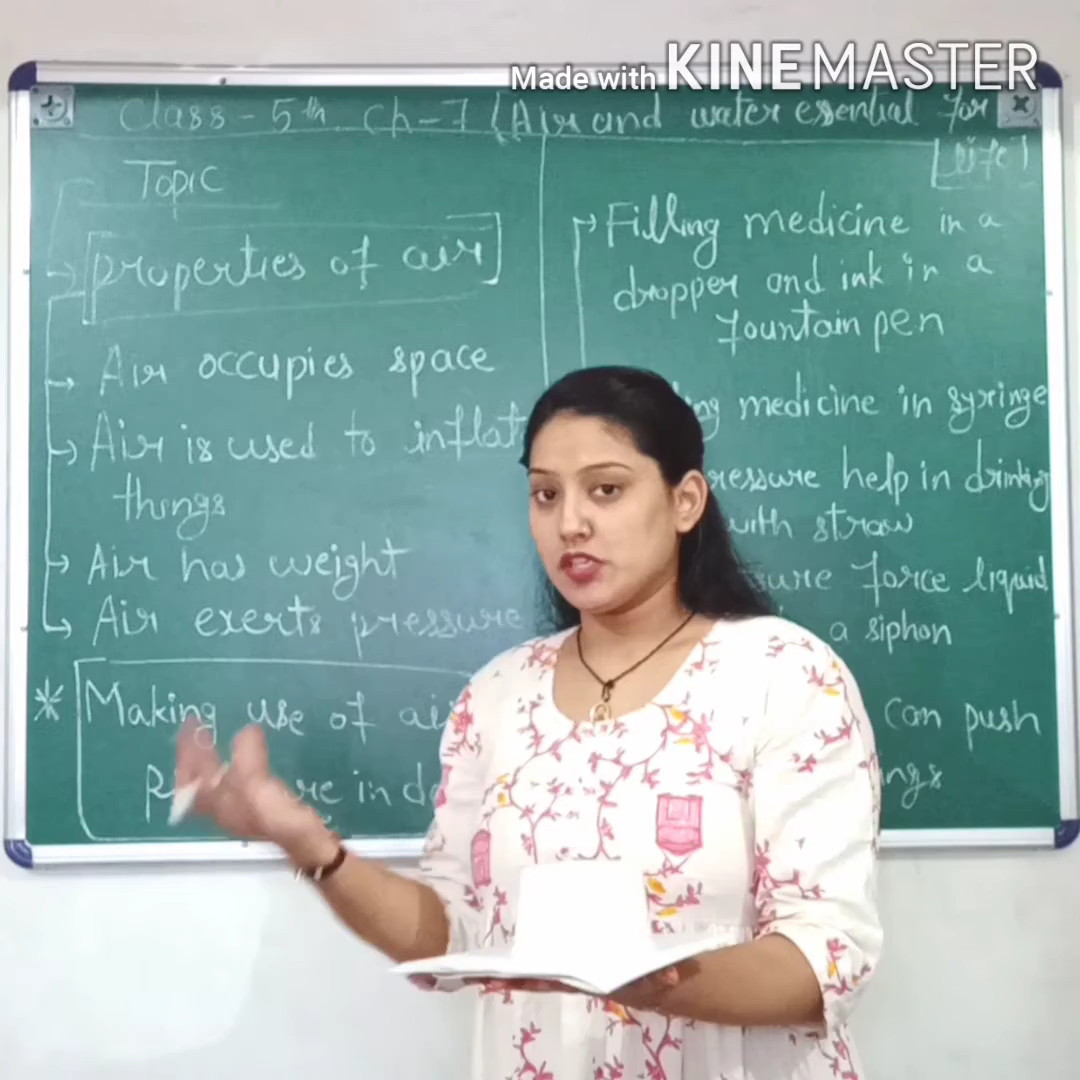 Made with KINEMASTER
Class - 5th Ch - 7 (Air and water essential for
life)
Topic
properties of air
Air occupies space
Air is used to inflat
things
Air has weight
Air exerts pressure
* Making use of air
in
Filling medicine in a
dropper and ink in a
fountain pen
medicine in syringe
help in drinking
with straw
force liquid
a siphon
can push